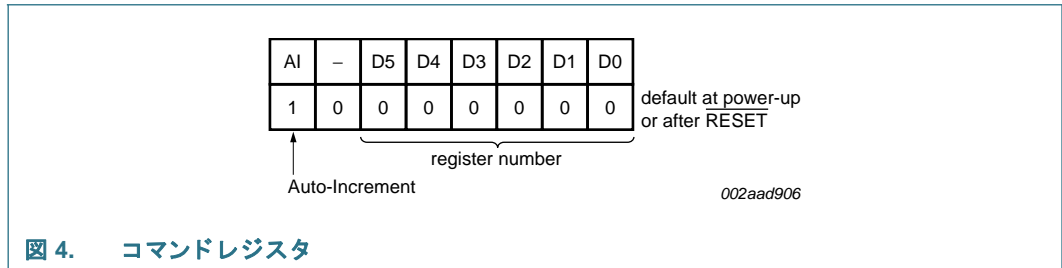 AI – D5 D4 D3 D2 D1 D0
1 0 0 0 0 0 0 0 default at power-up
or after RESET
register number
Auto-Increment
002aad906
図 4. コマンドレジスタ